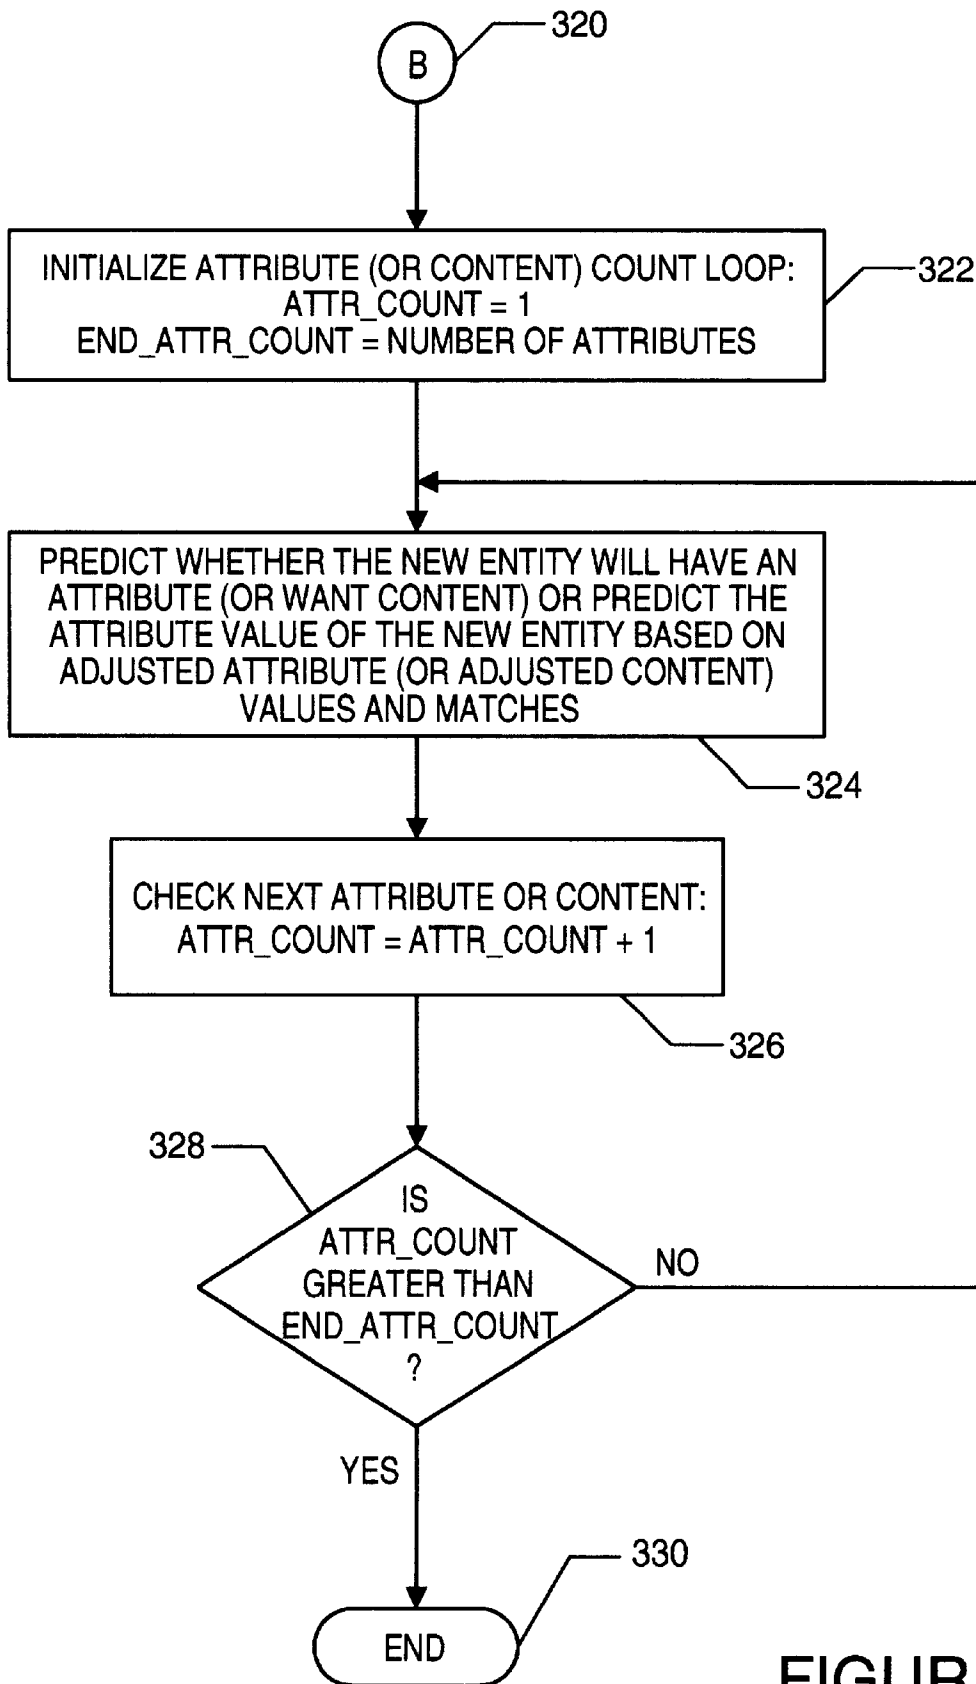 320
B
INITIALIZE ATTRIBUTE (OR CONTENT) COUNT LOOP:
ATTR_COUNT = 1
END_ATTR_COUNT = NUMBER OF ATTRIBUTES
322
PREDICT WHETHER THE NEW ENTITY WILL HAVE AN
ATTRIBUTE (OR WANT CONTENT) OR PREDICT THE
ATTRIBUTE VALUE OF THE NEW ENTITY BASED ON
ADJUSTED ATTRIBUTE (OR ADJUSTED CONTENT)
VALUES AND MATCHES
324
CHECK NEXT ATTRIBUTE OR CONTENT:
ATTR_COUNT = ATTR_COUNT + 1
326
328
IS
ATTR_COUNT
GREATER THAN
END_ATTR_COUNT
?
NO
YES
330
END
FIGUR